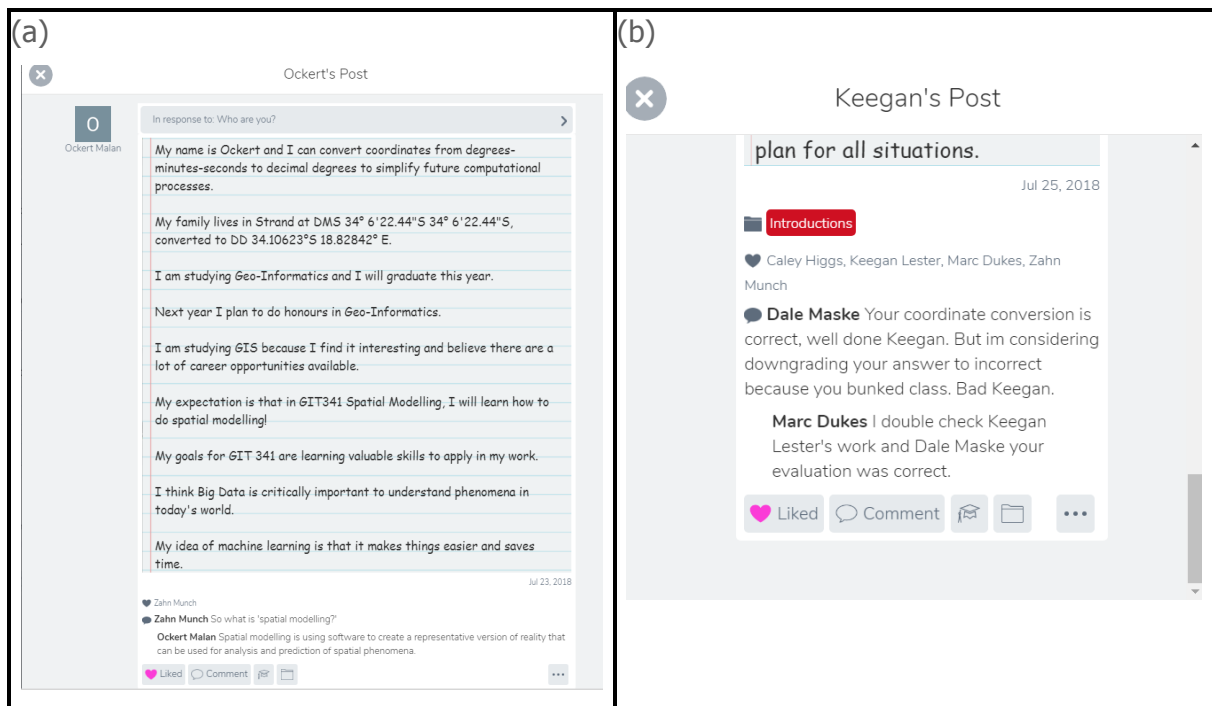 (a)
Ockert's Post
O
Ockert Malan
In response to: Who are you?
My name is Ockert and I can convert coordinates from degrees-
minutes-seconds to decimal degrees to simplify future computational
processes.
My family lives in Strand at DMS 34° 6'22.44"S 34° 6'22.44"S,
converted to DD 34.10623°S 18.82842° E.
I am studying Geo-Informatics and I will graduate this year.
Next year I plan to do honours in Geo-Informatics.
I am studying GIS because I find it interesting and believe there are a
lot of career opportunities available.
My expectation is that in GIT341 Spatial Modelling, I will learn how to
do spatial modelling!
My goals for GIT 341 are learning valuable skills to apply in my work.
I think Big Data is critically important to understand phenomena in
today's world.
My idea of machine learning is that it makes things easier and saves
time.
Jul 23, 2018
Zahn Munch
Zahn Munch So what is 'spatial modelling?'
Ockert Malan Spatial modelling is using software to create a representative version of reality that
can be used for analysis and prediction of spatial phenomena.
Liked Comment
(b)
Keegan's Post
plan for all situations.
Jul 25, 2018
Introductions
Caley Higgs, Keegan Lester, Marc Dukes, Zahn
Munch
Dale Maske Your coordinate conversion is
correct, well done Keegan. But im considering
downgrading your answer to incorrect
because you bunked class. Bad Keegan.
Marc Dukes I double check Keegan
Lester's work and Dale Maske your
evaluation was correct.
Liked Comment